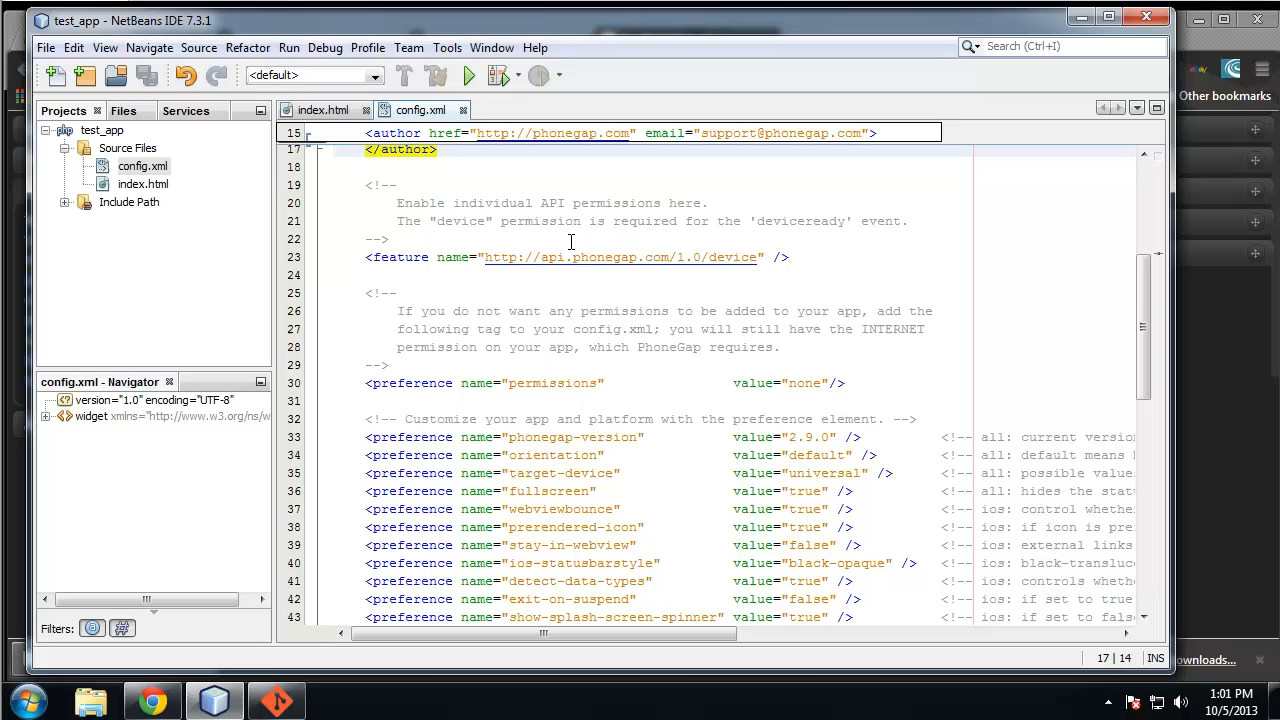 test_app - NetBeans IDE 7.3.1
File Edit View Navigate Source Refactor Run Debug Profile Team Tools Window Help
Search (Ctrl+I)
<default>
Other bookmarks
Projects Files Services
index.html config.xml
test_app
Source Files
config.xml
index.html
Include Path
15 <author href="http://phonegap.com" email="support@phonegap.com">
17 </author>
18
19 <!--
20 Enable individual API permissions here.
21 The "device" permission is required for the 'deviceready' event.
22 -->
23 <feature name="http://api.phonegap.com/1.0/device" />
24
25 <!--
26 If you do not want any permissions to be added to your app, add the
27 following tag to your config.xml; you will still have the INTERNET
28 permission on your app, which PhoneGap requires.
29 -->
30 <preference name="permissions" value="none"/>
31
32 <!-- Customize your app and platform with the preference element. -->
33 <preference name="phonegap-version" value="2.9.0" /> <!-- all: current version
34 <preference name="orientation" value="default" /> <!-- all: default means
35 <preference name="target-device" value="universal" /> <!-- all: possible value
36 <preference name="fullscreen" value="true" /> <!-- all: hides the stat
37 <preference name="webviewbounce" value="true" /> <!-- ios: control whethe
38 <preference name="prerendered-icon" value="true" /> <!-- ios: if icon is pre
39 <preference name="stay-in-webview" value="false" /> <!-- ios: external links
40 <preference name="ios-statusbarstyle" value="black-opaque" /> <!-- ios: black-transluc
41 <preference name="detect-data-types" value="true" /> <!-- ios: controls wheth
42 <preference name="exit-on-suspend" value="false" /> <!-- ios: if set to true
43 <preference name="show-splash-screen-spinner" value="true" /> <!-- ios: if set to fals
config.xml - Navigator
version="1.0" encoding="UTF-8"
widget xmlns="http://www.w3.org/ns/w
Filters:
17 | 14 INS
ownloads...
1:01 PM
10/5/2013